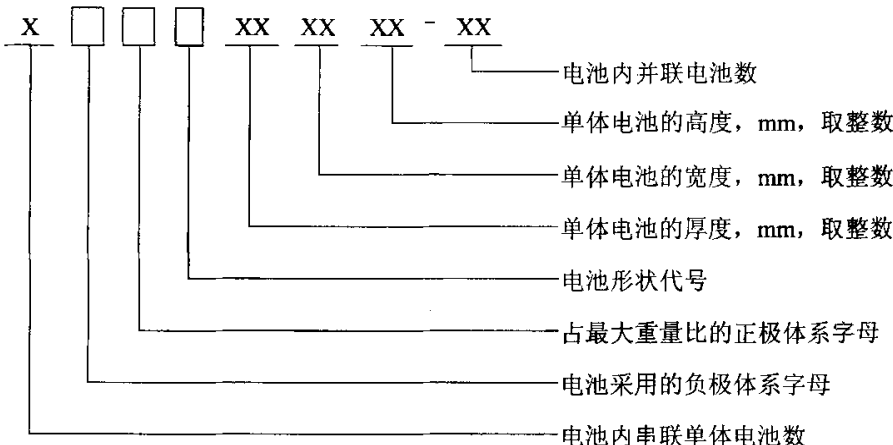 X XX XX XX - XX
电池内并联电池数
单体电池的高度，mm，取整数
单体电池的宽度，mm，取整数
单体电池的厚度，mm，取整数
电池形状代号
占最大重量比的正极体系字母
电池采用的负极体系字母
电池内串联单体电池数